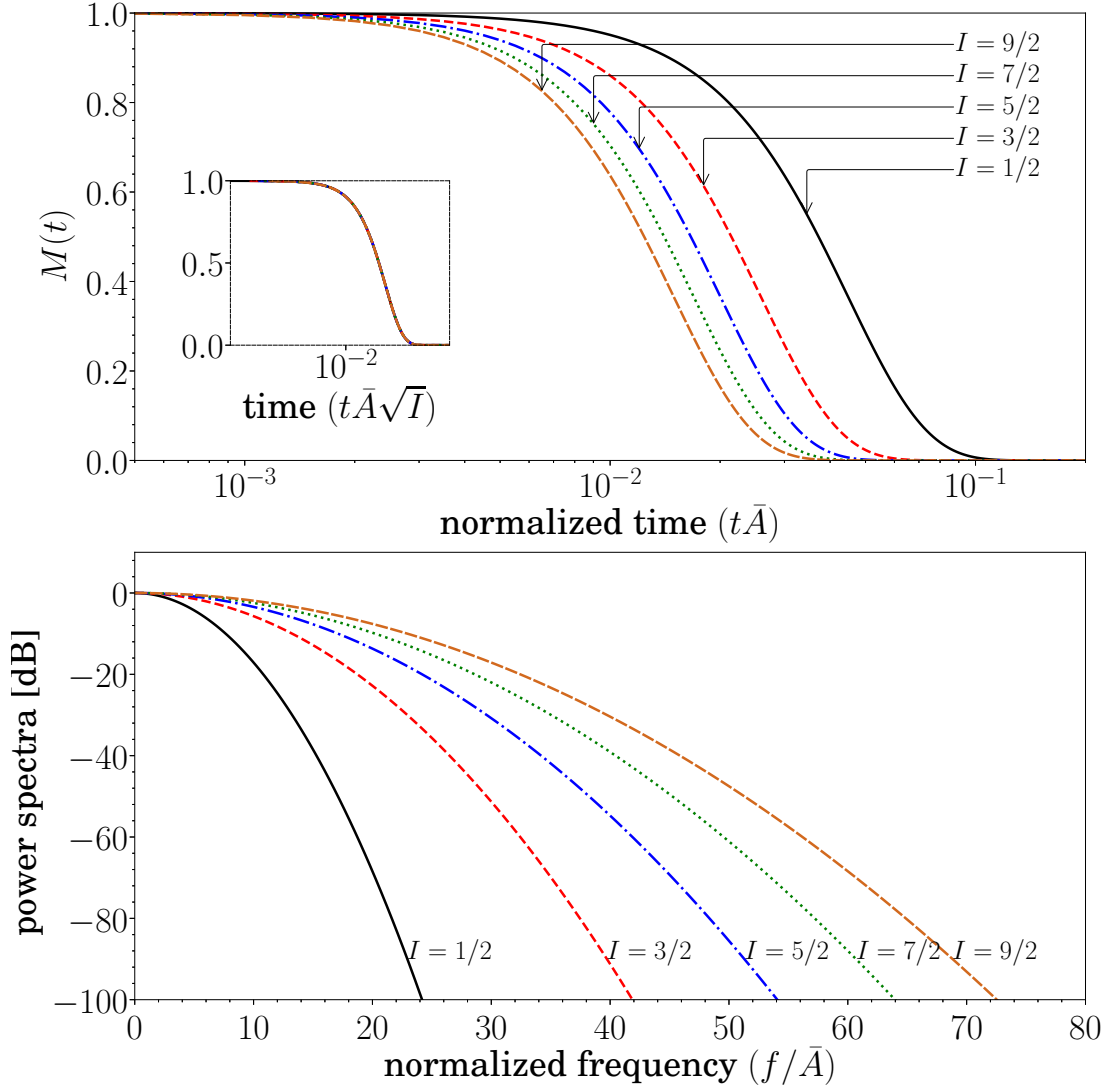 1.0
0.8
0.6
0.4
0.2
0.0
M(t)
I = 9/2
I = 7/2
I = 5/2
I = 3/2
I = 1/2
1.0
0.5
0.0
10⁻²
time (tĀ√I)
10⁻³
10⁻²
10⁻¹
normalized time (tĀ)
0
−20
−40
−60
−80
−100
power spectra [dB]
I = 1/2
I = 3/2
I = 5/2
I = 7/2
I = 9/2
0
10
20
30
40
50
60
70
80
normalized frequency (f/Ā)